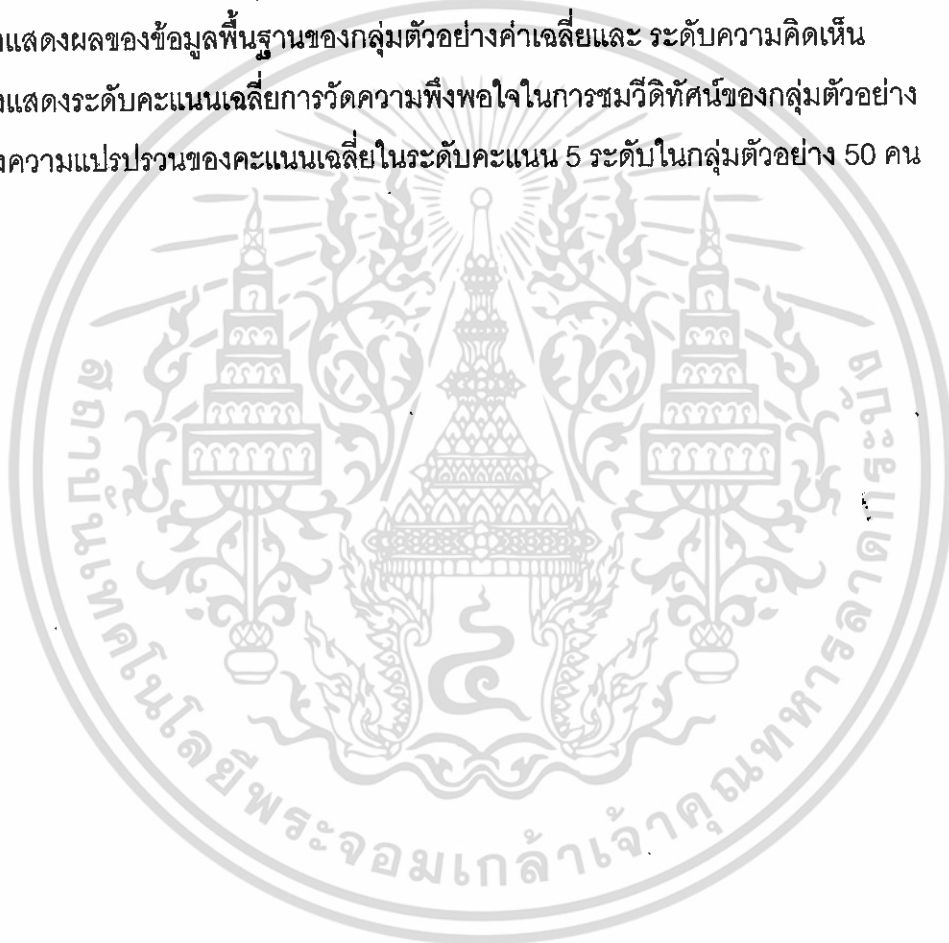 แสดงผลของข้อมูลพื้นฐานของกลุ่มตัวอย่างค่าเฉลี่ยและ ระดับความคิดเห็น
แสดงระดับคะแนนเฉลี่ยการวัดความพึงพอใจในการชมวีดิทัศน์ของกลุ่มตัวอย่าง
ความแปรปรวนของคะแนนเฉลี่ยในระดับคะแนน 5 ระดับในกลุ่มตัวอย่าง 50 คน
สถาบันเทคโนโลยีพระจอมเกล้าเจ้าคุณทหารลาดกระบัง
๔